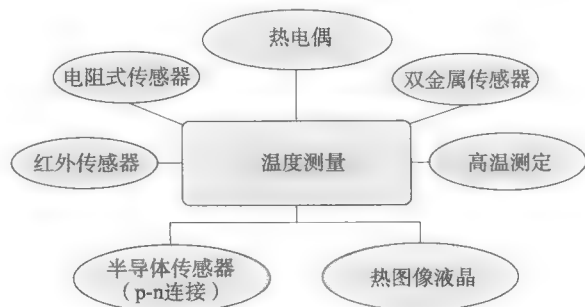 热电偶
电阻式传感器
双金属传感器
红外传感器
温度测量
高温测定
半导体传感器
（p-n连接）
热图像液晶